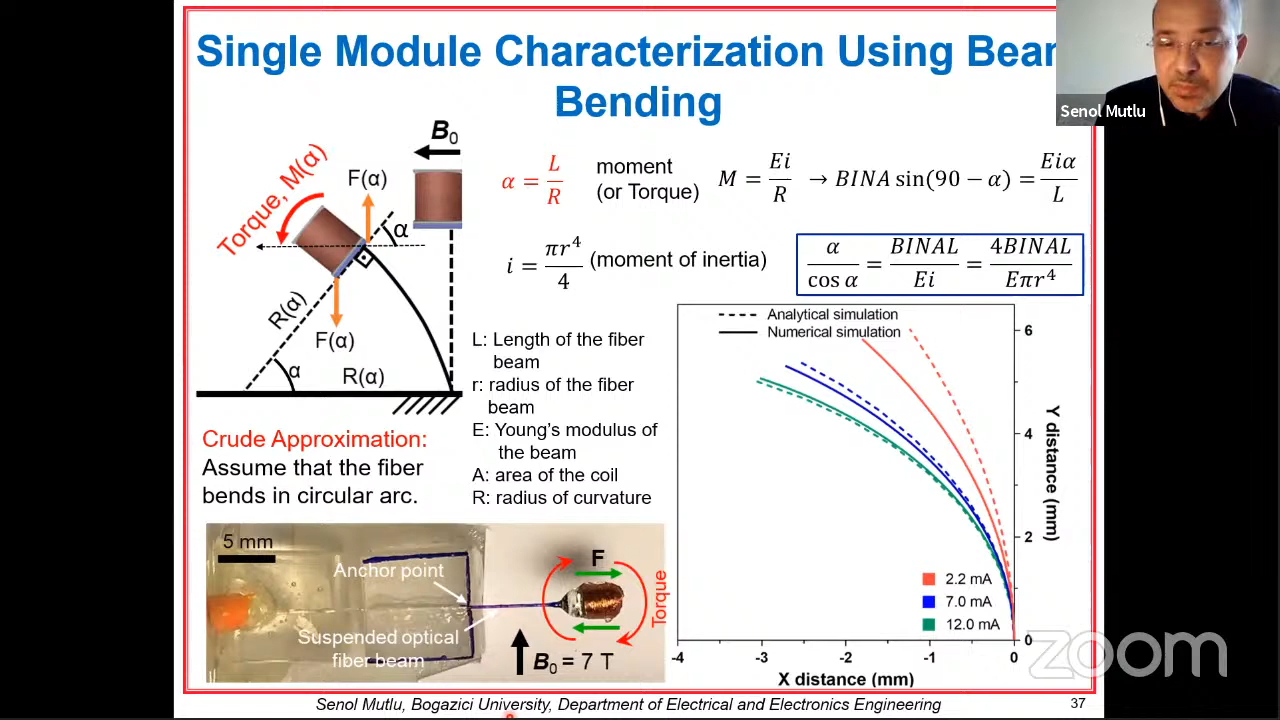 Single Module Characterization Using Bea
Bending
Senol Mutlu
B₀
Torque, M(α)
F(α)
α
R(α)
F(α)
α
R(α)
α = L/R
moment
(or Torque)
M = Ei/R → BINA sin(90 − α) = Eiα/L
i = πr⁴/4 (moment of inertia)
α/cos α = BINAL/Ei = 4BINAL/Eπr⁴
L: Length of the fiber
beam
r: radius of the fiber
beam
E: Young's modulus of
the beam
A: area of the coil
R: radius of curvature
Crude Approximation:
Assume that the fiber
bends in circular arc.
5 mm
Anchor point
Suspended optical
fiber beam
F
Torque
B₀ = 7 T
Analytical simulation
Numerical simulation
6
4
2
0
Y distance (mm)
2.2 mA
7.0 mA
12.0 mA
-4 -3 -2 -1 0
X distance (mm)
zoom
Senol Mutlu, Bogazici University, Department of Electrical and Electronics Engineering
37